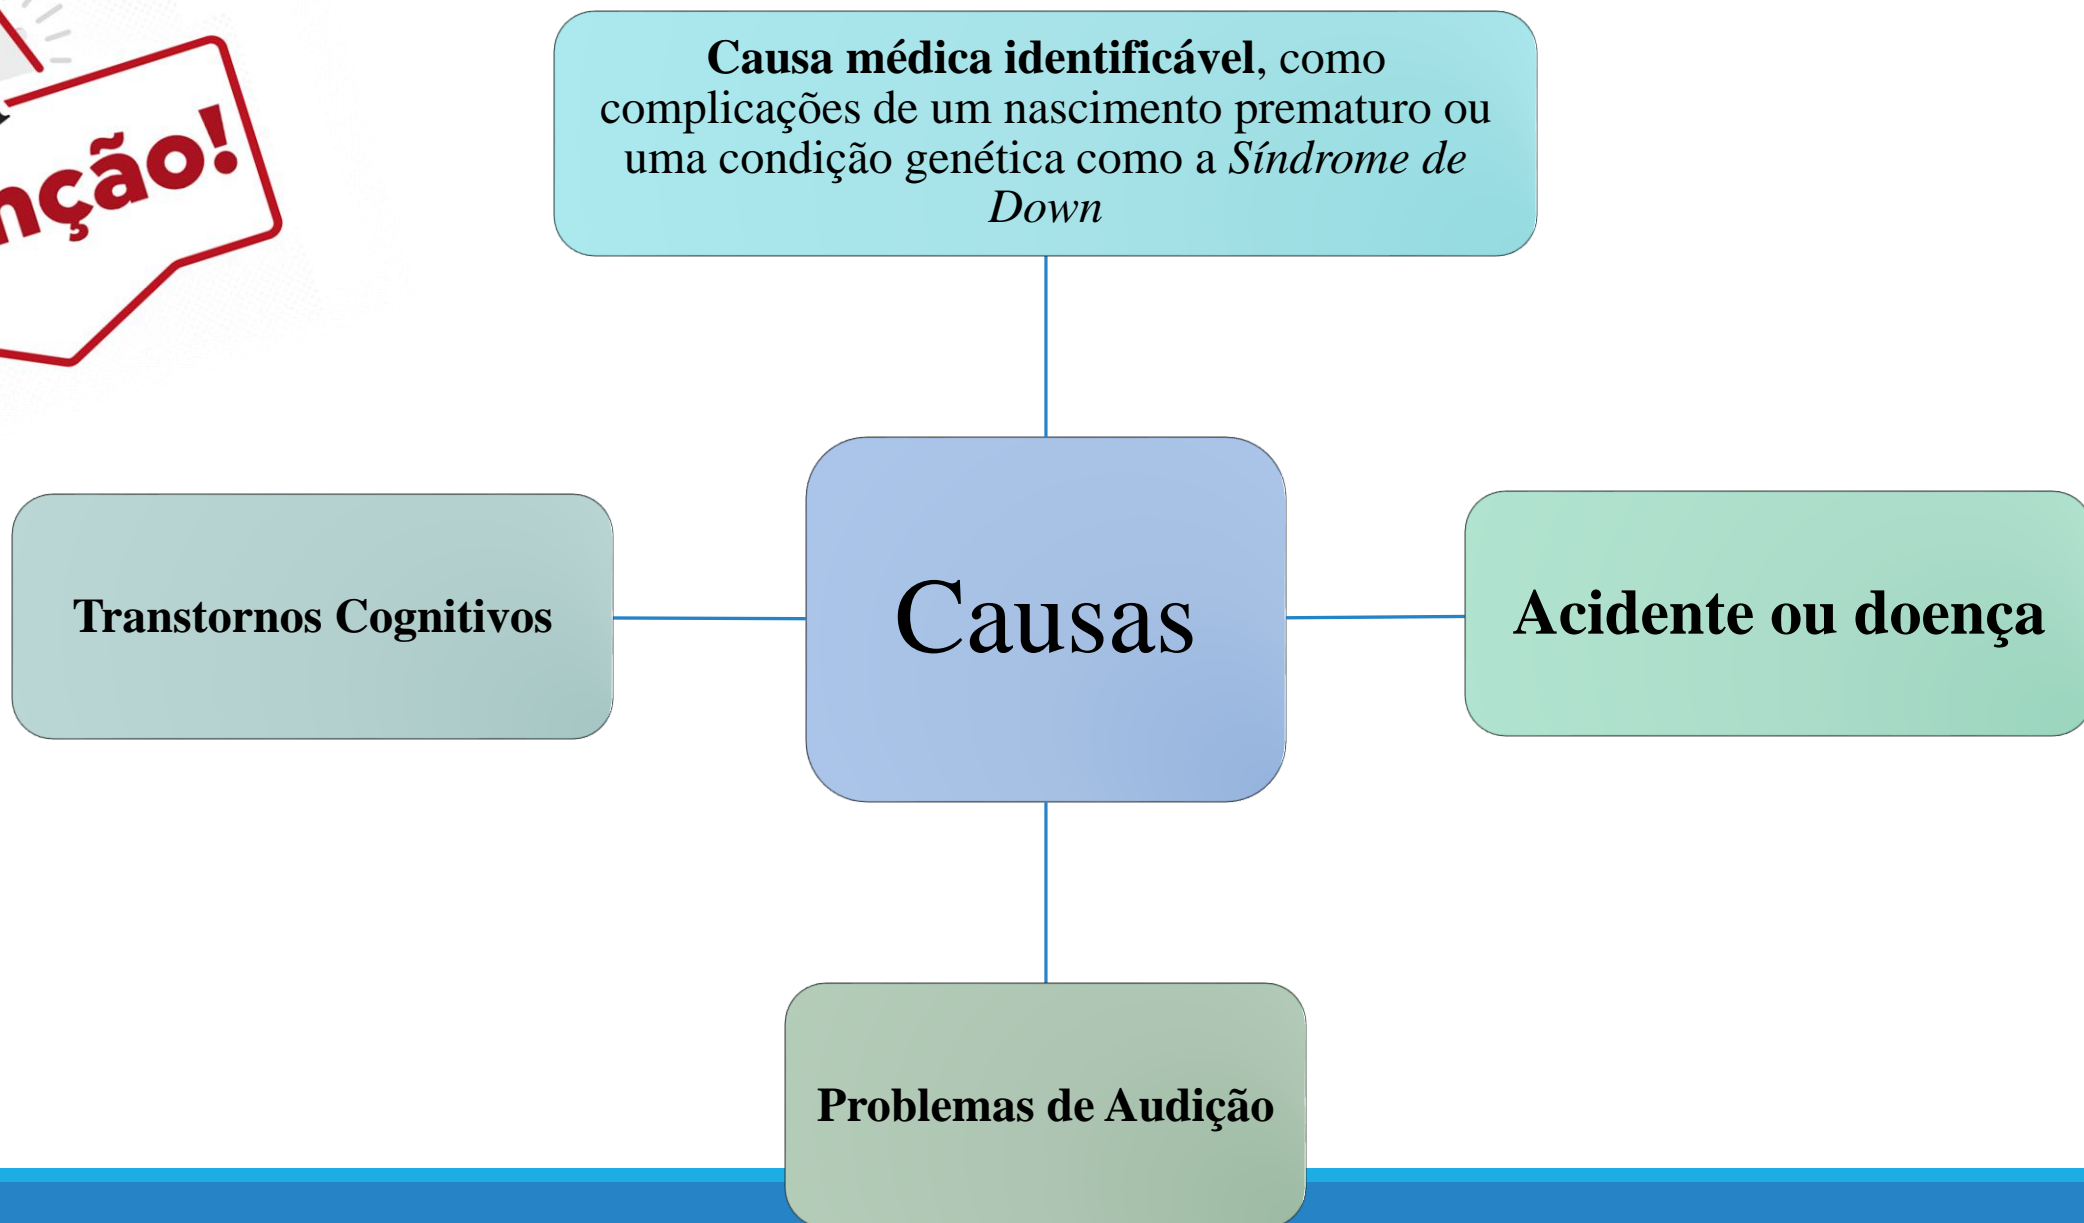 Causa médica identificável, como
complicações de um nascimento prematuro ou
uma condição genética como a Síndrome de
Down
Transtornos Cognitivos
Causas
Acidente ou doença
Problemas de Audição